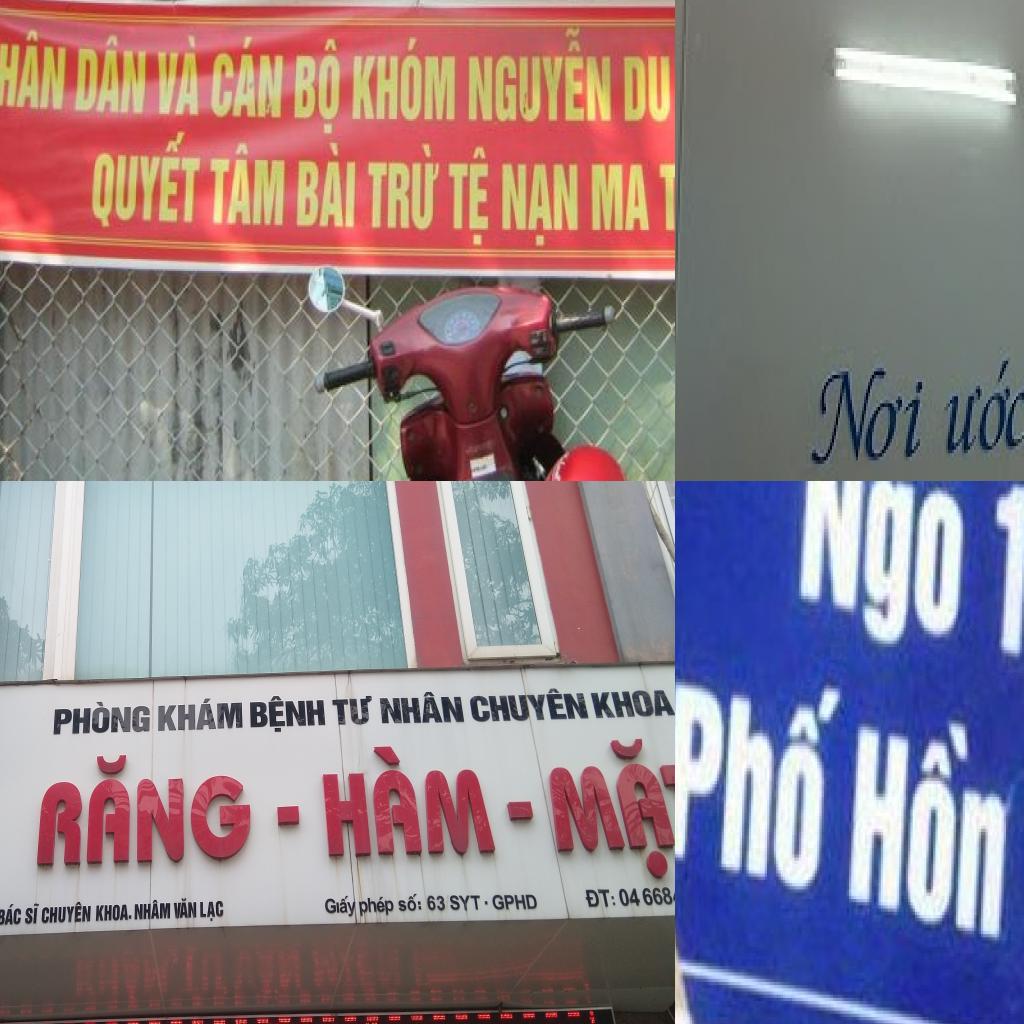 HÂN DÂN VÀ CÁN BỘ KHÓM NGUYỄN DU
QUYẾT TÂM BÀI TRỪ TỆ NẠN MA T
Nơi ước
PHÒNG KHÁM BỆNH TƯ NHÂN CHUYÊN KHOA
RĂNG - HÀM - MẶT
BÁC SĨ CHUYÊN KHOA. NHÂM VĂN LẠC
Giấy phép số: 63 SYT - GPHD
ĐT: 04 668
Ngo 1
Phố Hồn